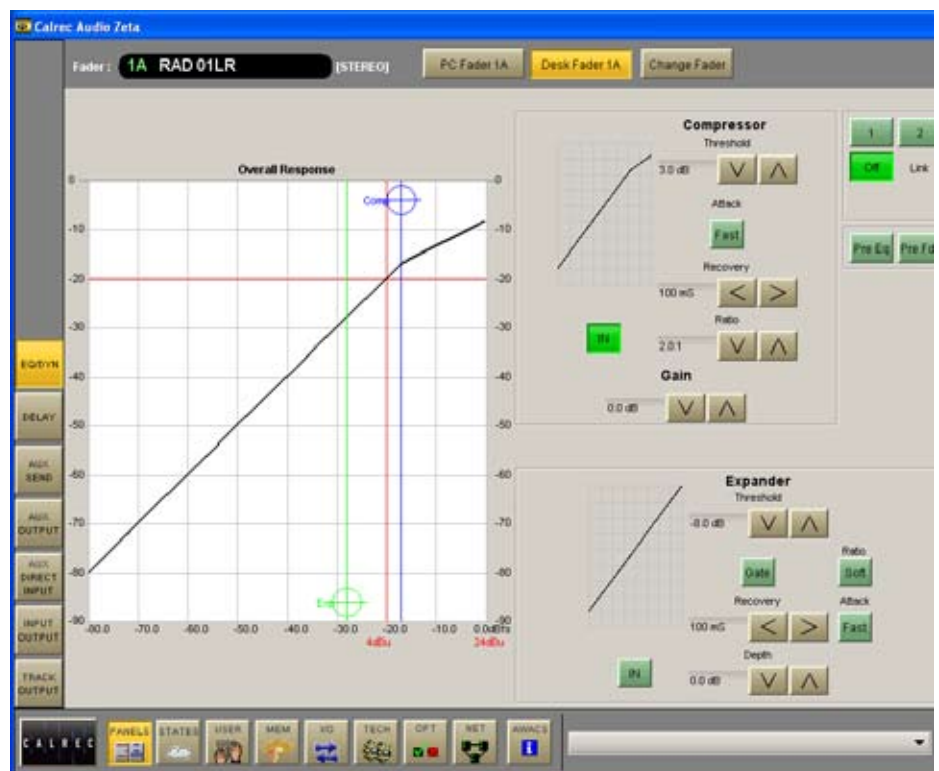 Calrec Audio Zeta
Fader: 1A RAD 01LR [STEREO] PC Fader 1A Desk Fader 1A Change Fader
Overall Response
0
-10
-20
-30
-40
-50
-60
-70
-80
-90
0
-10
-20
-30
-40
-50
-60
-70
-80
-90
-80.0 -70.0 -60.0 -50.0 -40.0 -30.0 -20.0 -10.0 0.0dBfs
4dBu 24dBu
Compressor
Threshold
3.0 dB
Attack
Fast
Recovery
100 mS
Ratio
IN
2.0:1
Gain
0.0 dB
1 2
Off Link
Pre Eq Pre Fd
Expander
Threshold
-8.0 dB
Ratio
Gate Soft
Recovery Attack
100 mS Fast
Depth
IN 0.0 dB
EQ/DYN
DELAY
AUX
SEND
AUX
OUTPUT
AUX
DIRECT
INPUT
INPUT
OUTPUT
TRACK
OUTPUT
CALREC PANELS STATES USER MEM I/O TECH OPT NET AWACS